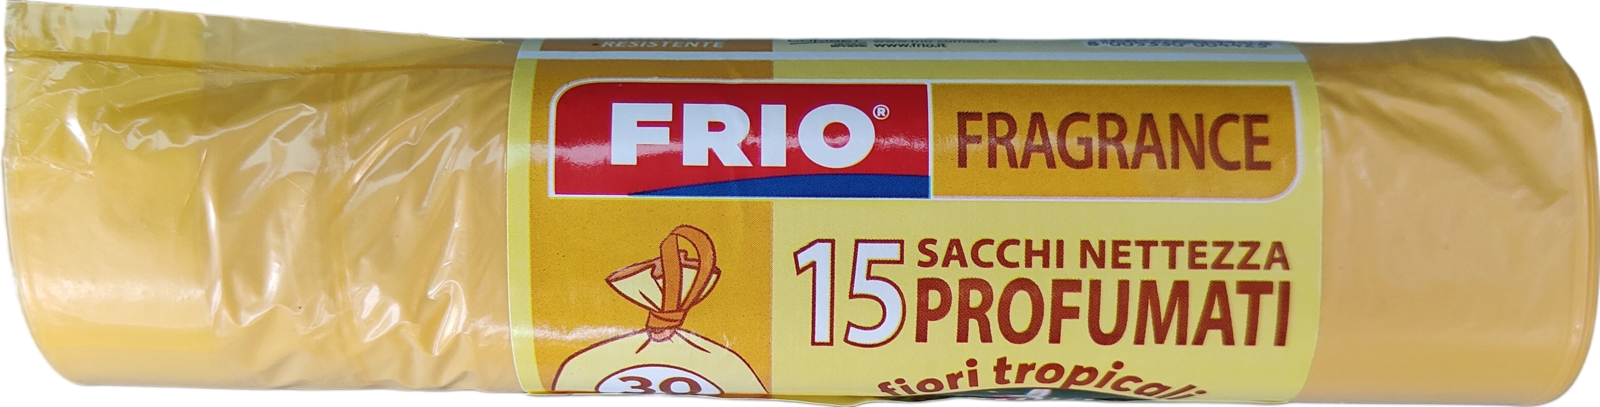 •RESISTENTE
www.frio.it
FRIO®
FRAGRANCE
15 SACCHI NETTEZZA
PROFUMATI
fiori tropicali
30